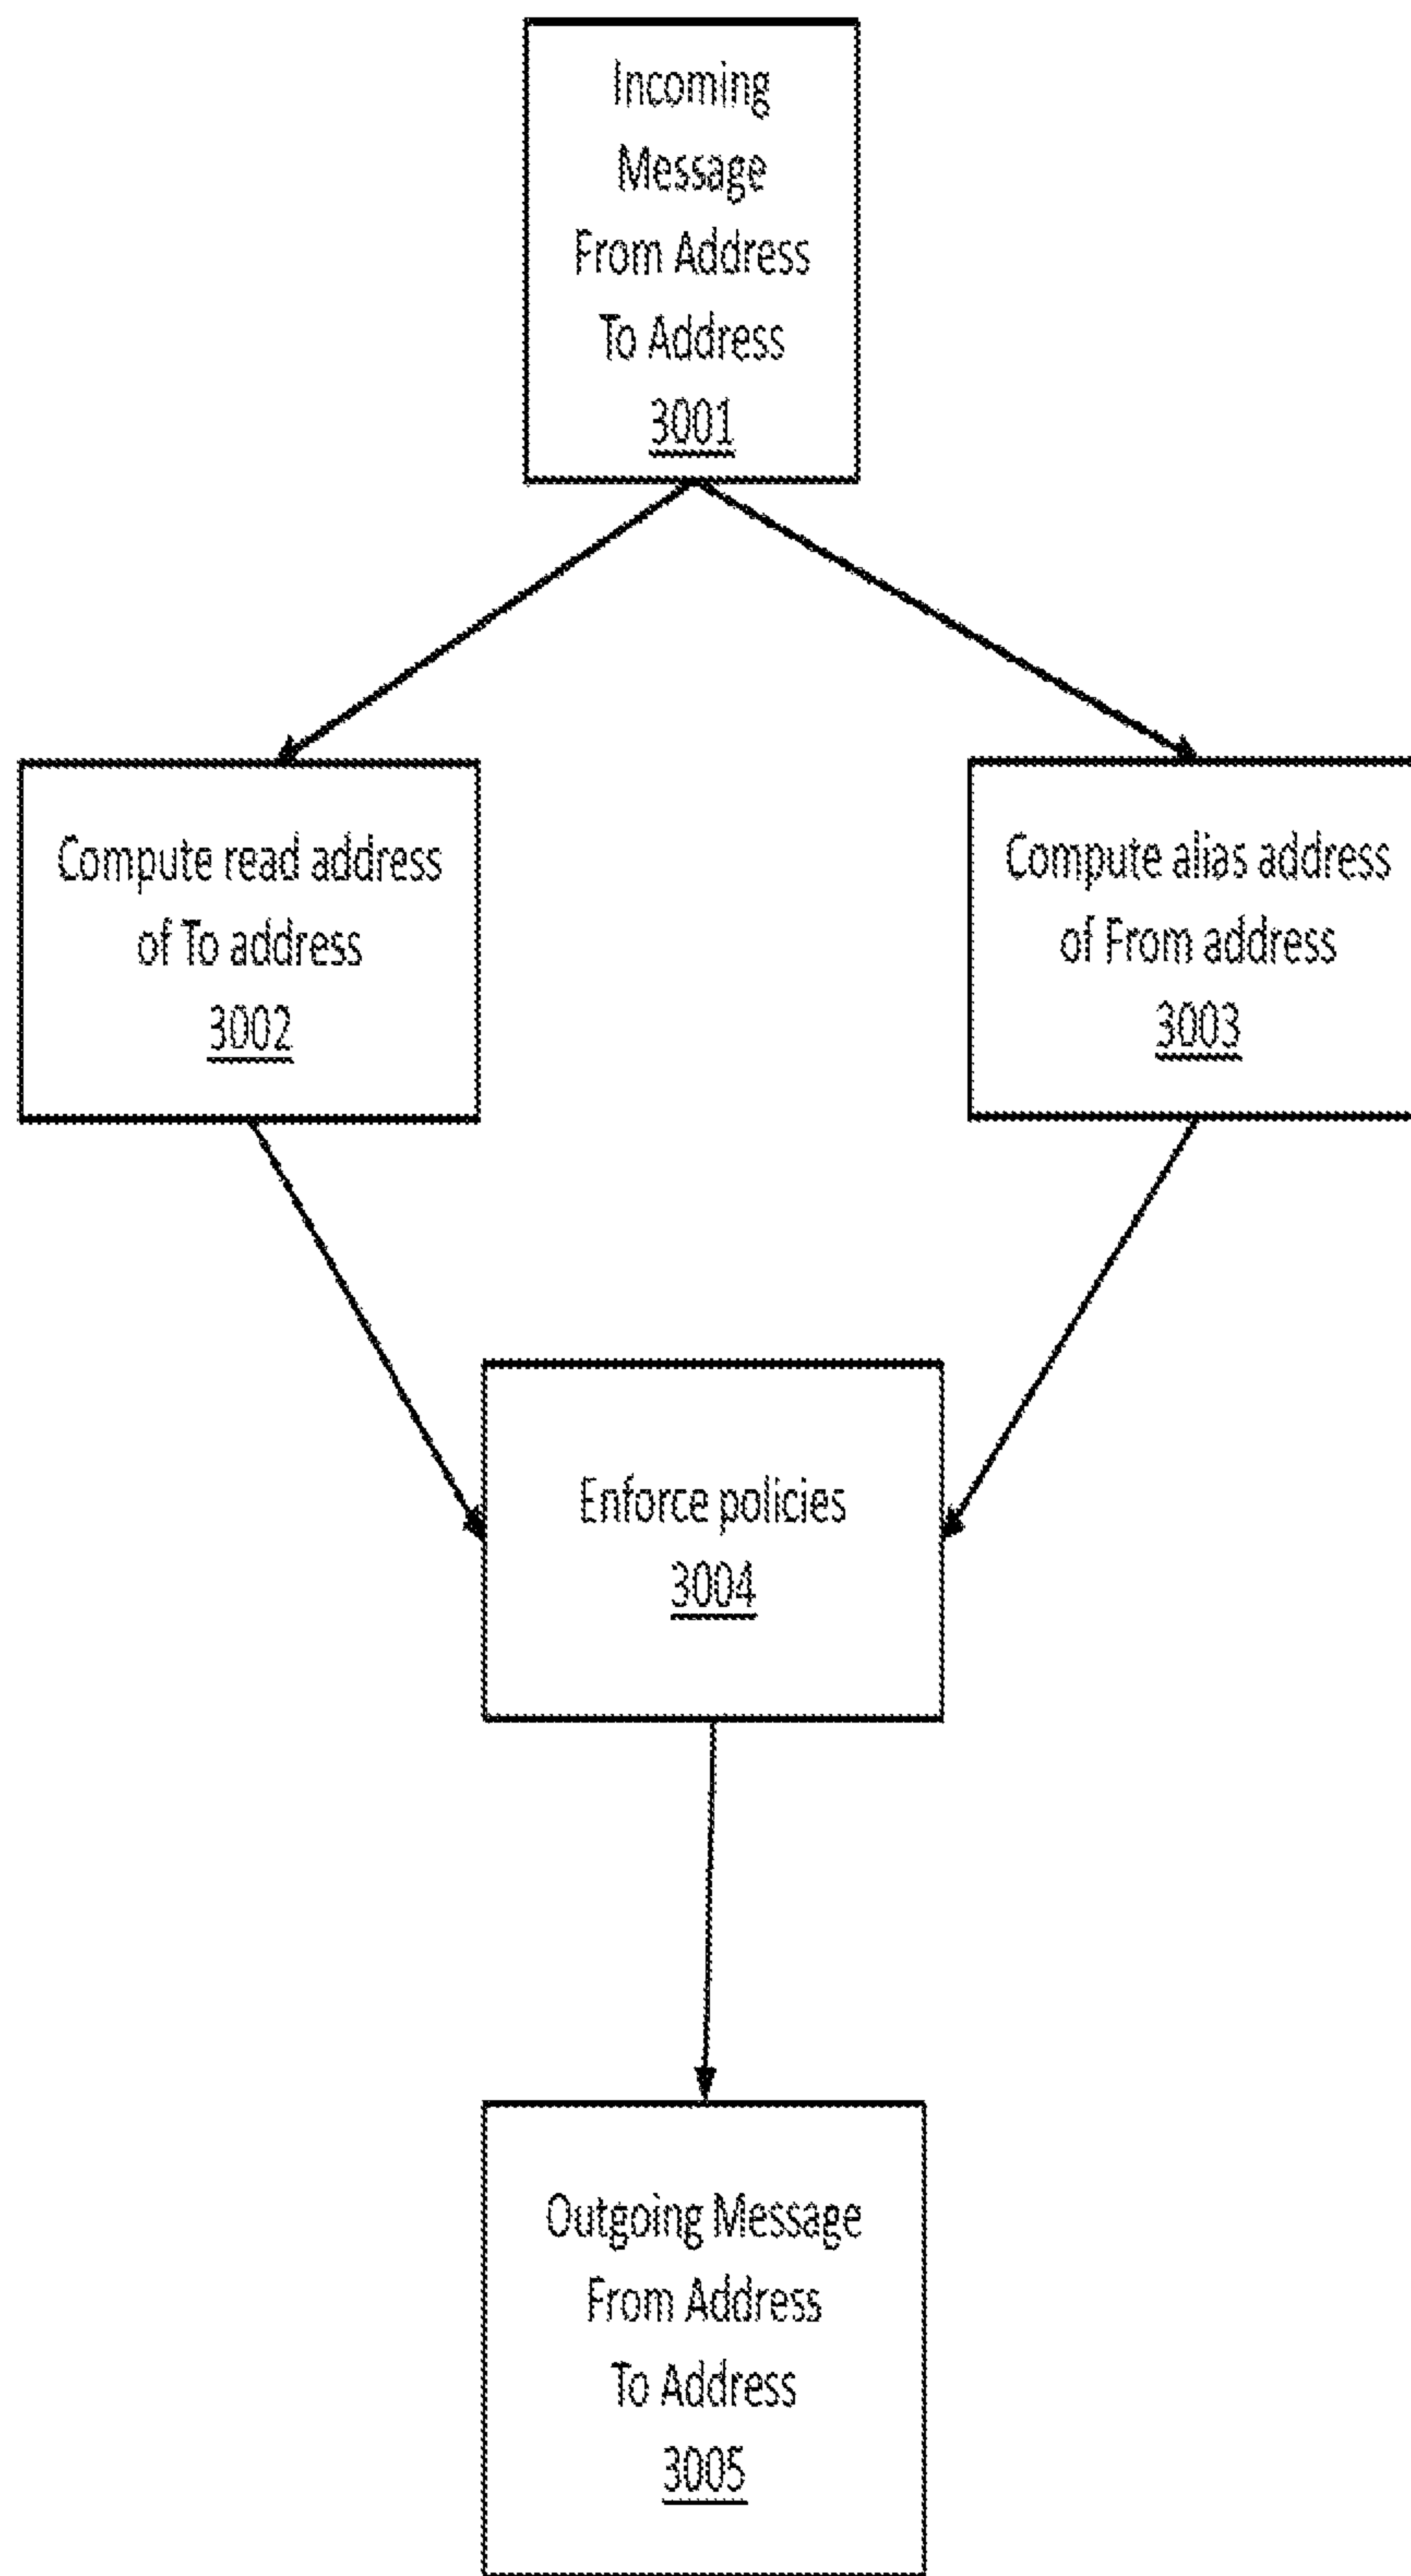 Incoming
Message
From Address
To Address
3001
Compute read address
of To address
3002
Compute alias address
of From address
3003
Enforce policies
3004
Outgoing Message
From Address
To Address
3005